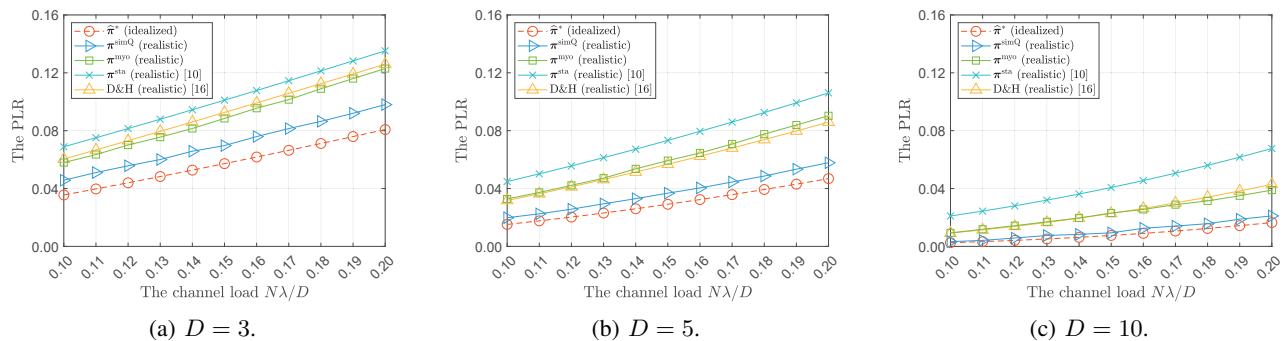 The PLR
0.16
0.12
0.08
0.04
0.00
π̂* (idealized)
π^simQ (realistic)
π^myo (realistic)
π^sta (realistic) [10]
D&H (realistic) [16]
0.10 0.11 0.12 0.13 0.14 0.15 0.16 0.17 0.18 0.19 0.20
The channel load Nλ/D
(a) D = 3.
The PLR
0.16
0.12
0.08
0.04
0.00
π̂* (idealized)
π^simQ (realistic)
π^myo (realistic)
π^sta (realistic) [10]
D&H (realistic) [16]
0.10 0.11 0.12 0.13 0.14 0.15 0.16 0.17 0.18 0.19 0.20
The channel load Nλ/D
(b) D = 5.
The PLR
0.16
0.12
0.08
0.04
0.00
π̂* (idealized)
π^simQ (realistic)
π^myo (realistic)
π^sta (realistic) [10]
D&H (realistic) [16]
0.10 0.11 0.12 0.13 0.14 0.15 0.16 0.17 0.18 0.19 0.20
The channel load Nλ/D
(c) D = 10.